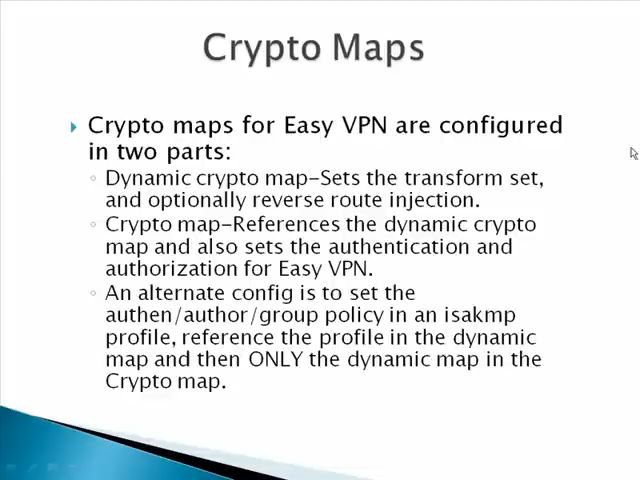 Crypto Maps
Crypto maps for Easy VPN are configured
in two parts:
Dynamic crypto map-Sets the transform set,
and optionally reverse route injection.
Crypto map-References the dynamic crypto
map and also sets the authentication and
authorization for Easy VPN.
An alternate config is to set the
authen/author/group policy in an isakmp
profile, reference the profile in the dynamic
map and then ONLY the dynamic map in the
Crypto map.